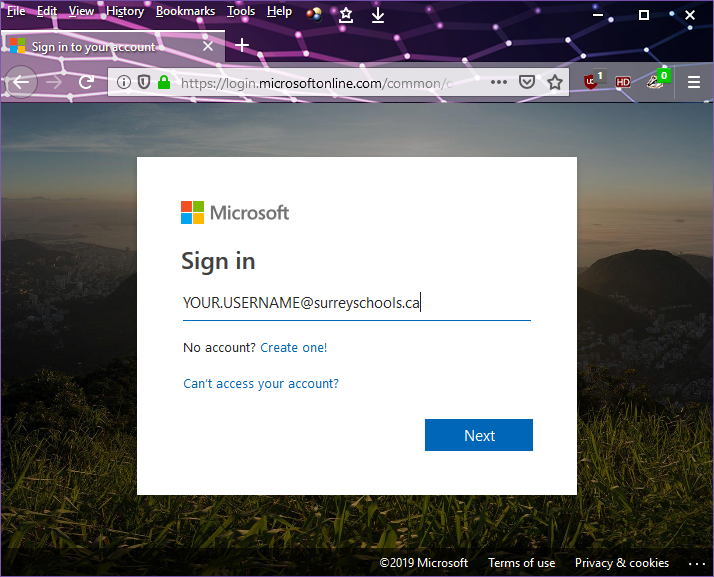 File Edit View History Bookmarks Tools Help
Sign in to your account
https://login.microsoftonline.com/common/
1
HD
0
Microsoft
Sign in
YOUR.USERNAME@surreyschools.ca
No account? Create one!
Can't access your account?
Next
©2019 Microsoft Terms of use Privacy & cookies